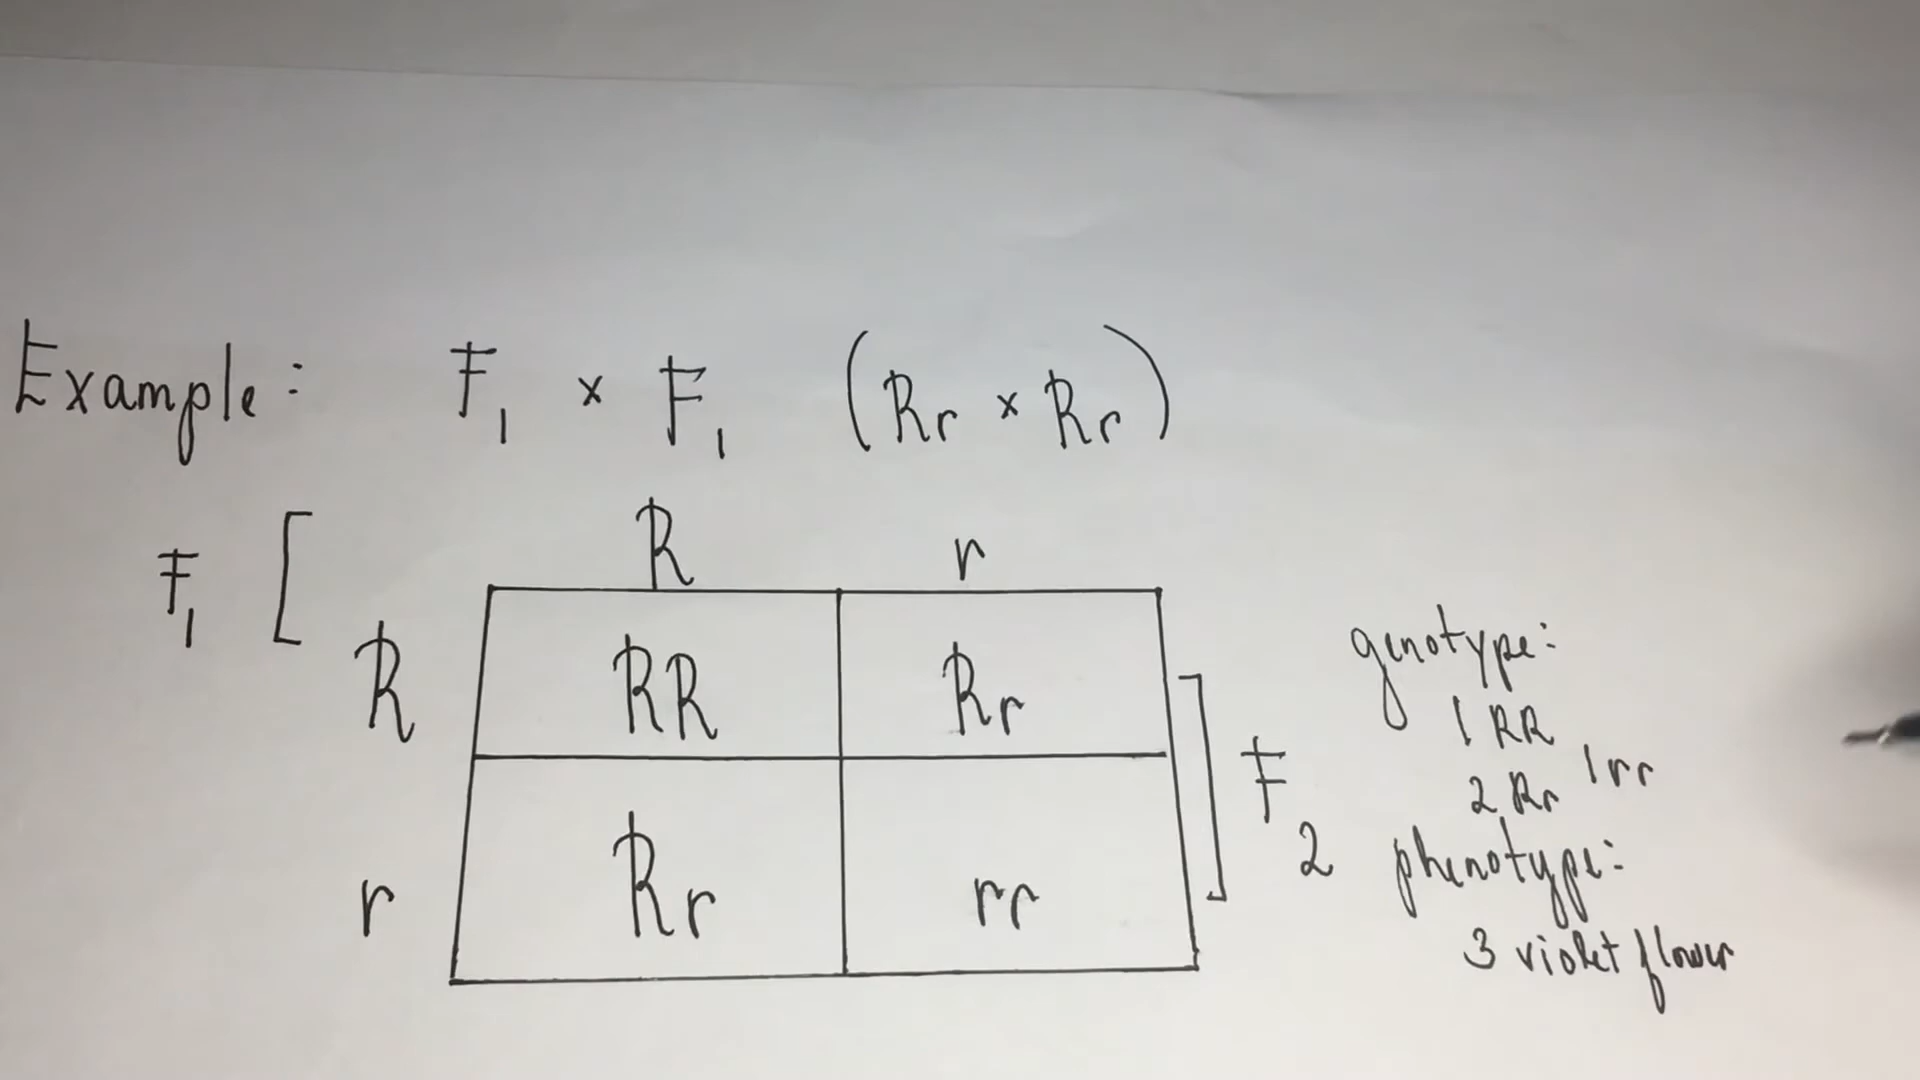 Example: F₁ x F₁ (Rr x Rr)
F₁ [ R r
R RR Rr
r Rr rr
] F₂
genotype:
1 RR
2 Rr 1 rr
phenotype:
3 violet flower